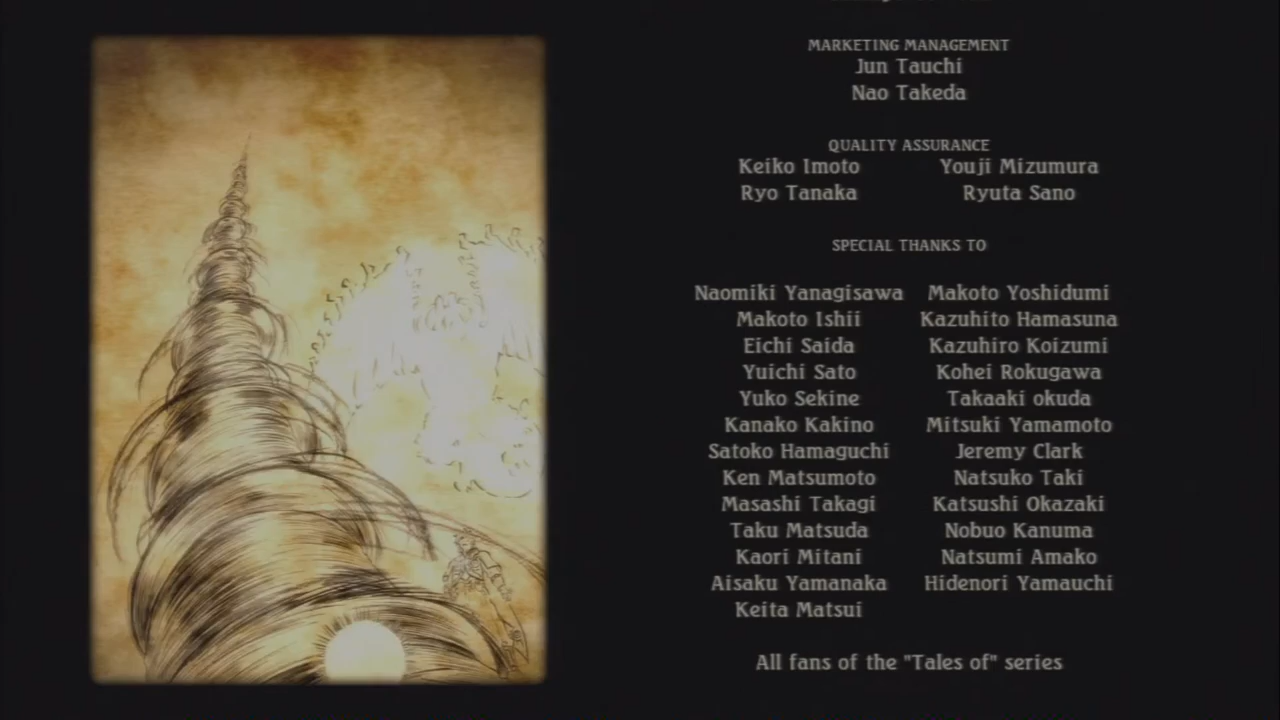 MARKETING MANAGEMENT
Jun Tauchi
Nao Takeda
QUALITY ASSURANCE
Keiko Imoto Youji Mizumura
Ryo Tanaka Ryuta Sano
SPECIAL THANKS TO
Naomiki Yanagisawa Makoto Yoshidumi
Makoto Ishii Kazuhito Hamasuna
Eichi Saida Kazuhiro Koizumi
Yuichi Sato Kohei Rokugawa
Yuko Sekine Takaaki okuda
Kanako Kakino Mitsuki Yamamoto
Satoko Hamaguchi Jeremy Clark
Ken Matsumoto Natsuko Taki
Masashi Takagi Katsushi Okazaki
Taku Matsuda Nobuo Kanuma
Kaori Mitani Natsumi Amako
Aisaku Yamanaka Hidenori Yamauchi
Keita Matsui
All fans of the "Tales of" series